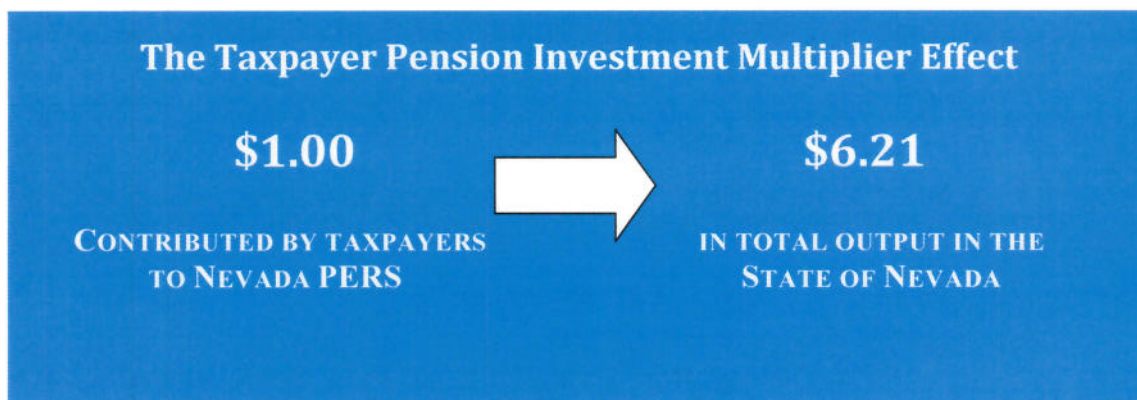 The Taxpayer Pension Investment Multiplier Effect
$1.00
CONTRIBUTED BY TAXPAYERS
TO NEVADA PERS
$6.21
IN TOTAL OUTPUT IN THE
STATE OF NEVADA